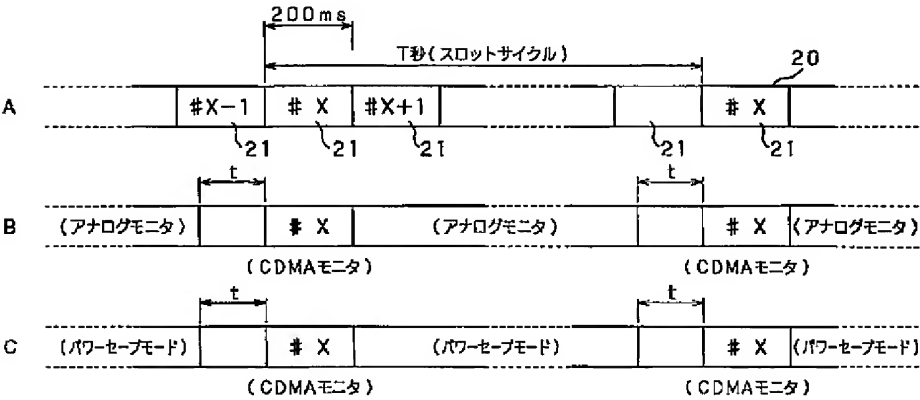 200ms
T秒(スロットサイクル)
20
A #X-1 # X #X+1 # X
21 21 21 21 21
t t
B (アナログモニタ) # X (アナログモニタ) # X (アナログモニタ)
(CDMAモニタ) (CDMAモニタ)
t t
C (パワーセーブモード) # X (パワーセーブモード) # X (パワーセーブモード)
(CDMAモニタ) (CDMAモニタ)